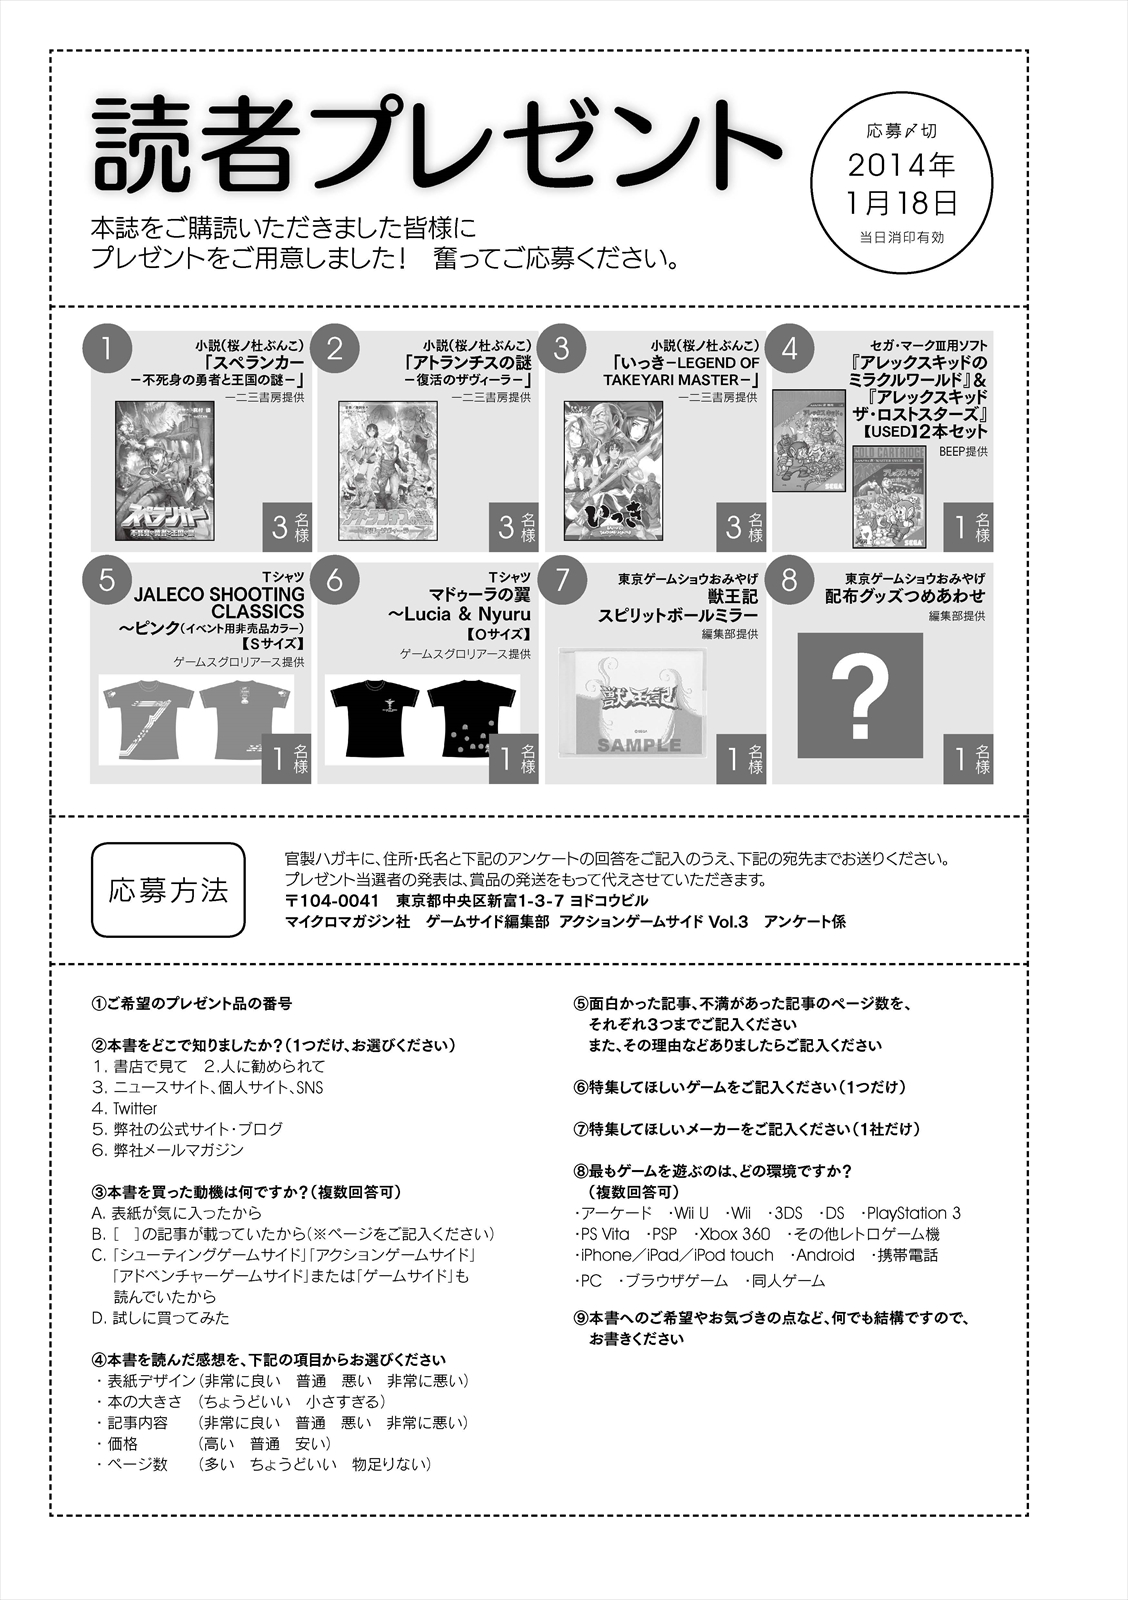 読者プレゼント
本誌をご購読いただきました皆様に
プレゼントをご用意しました！　奮ってご応募ください。
応募〆切
2014年
1月18日
当日消印有効
1
小説（桜ノ杜ぶんこ）
「スペランカー
－不死身の勇者と王国の謎－」
一二三書房提供
スペランカー
3名様
2
小説（桜ノ杜ぶんこ）
「アトランチスの謎
－復活のザヴィーラ－」
一二三書房提供
アトランチスの謎
3名様
3
小説（桜ノ杜ぶんこ）
「いっき－LEGEND OF
TAKEYARI MASTER－」
一二三書房提供
いっき
3名様
4
セガ・マークⅢ用ソフト
『アレックスキッドの
ミラクルワールド』＆
『アレックスキッド
ザ・ロストスターズ』
【USED】2本セット
BEEP提供
アレックスキッドの
SEGA
GOLD CARTRIDGE
アレックスキッド
SEGA
1名様
5
Tシャツ
JALECO SHOOTING
CLASSICS
～ピンク（イベント用非売品カラー）
【Sサイズ】
ゲームスグロリアース提供
1名様
6
Tシャツ
マドゥーラの翼
～Lucia & Nyuru
【Oサイズ】
ゲームスグロリアース提供
1名様
7
東京ゲームショウおみやげ
獣王記
スピリットボールミラー
編集部提供
獣王記
SAMPLE
1名様
8
東京ゲームショウおみやげ
配布グッズつめあわせ
編集部提供
?
1名様
応募方法
官製ハガキに、住所・氏名と下記のアンケートの回答をご記入のうえ、下記の宛先までお送りください。
プレゼント当選者の発表は、賞品の発送をもって代えさせていただきます。
〒104-0041　東京都中央区新富1-3-7 ヨドコウビル
マイクロマガジン社　ゲームサイド編集部 アクションゲームサイド Vol.3　アンケート係
①ご希望のプレゼント品の番号
②本書をどこで知りましたか？（1つだけ、お選びください）
1. 書店で見て　2.人に勧められて
3. ニュースサイト、個人サイト、SNS
4. Twitter
5. 弊社の公式サイト・ブログ
6. 弊社メールマガジン
③本書を買った動機は何ですか？（複数回答可）
A. 表紙が気に入ったから
B. [　]の記事が載っていたから（※ページをご記入ください）
C. 「シューティングゲームサイド」「アクションゲームサイド」
「アドベンチャーゲームサイド」または「ゲームサイド」も
読んでいたから
D. 試しに買ってみた
④本書を読んだ感想を、下記の項目からお選びください
・表紙デザイン（非常に良い　普通　悪い　非常に悪い）
・本の大きさ　（ちょうどいい　小さすぎる）
・記事内容　　（非常に良い　普通　悪い　非常に悪い）
・価格　　　　（高い　普通　安い）
・ページ数　　（多い　ちょうどいい　物足りない）
⑤面白かった記事、不満があった記事のページ数を、
それぞれ3つまでご記入ください
また、その理由などありましたらご記入ください
⑥特集してほしいゲームをご記入ください（1つだけ）
⑦特集してほしいメーカーをご記入ください（1社だけ）
⑧最もゲームを遊ぶのは、どの環境ですか？
（複数回答可）
・アーケード　・Wii U　・Wii　・3DS　・DS　・PlayStation 3
・PS Vita　・PSP　・Xbox 360　・その他レトロゲーム機
・iPhone／iPad／iPod touch　・Android　・携帯電話
・PC　・ブラウザゲーム　・同人ゲーム
⑨本書へのご希望やお気づきの点など、何でも結構ですので、
お書きください